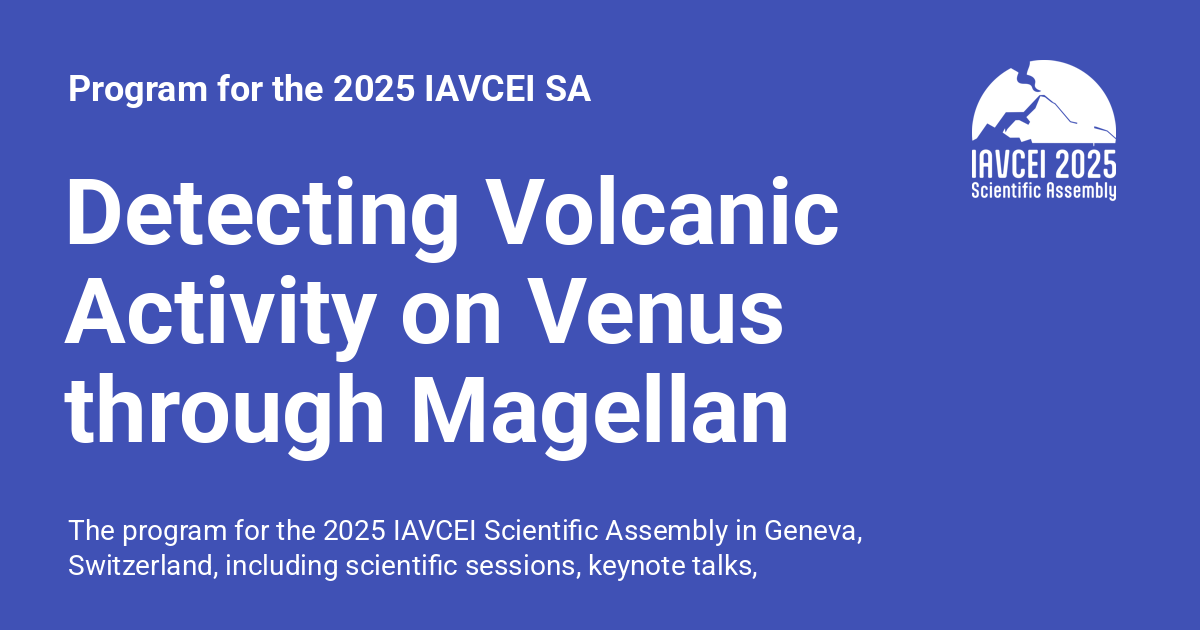 Program for the 2025 IAVCEI SA
IAVCEI 2025
Scientific Assembly
Detecting Volcanic
Activity on Venus
through Magellan
The program for the 2025 IAVCEI Scientific Assembly in Geneva,
Switzerland, including scientific sessions, keynote talks,